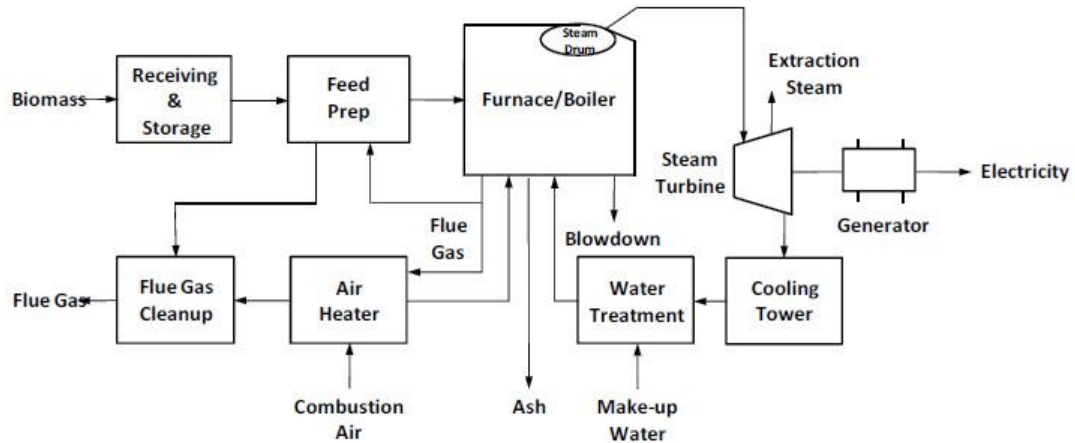 Steam
Drum
Extraction
Steam
Receiving
&
Storage
Feed
Prep
Biomass
Furnace/Boiler
Steam
Turbine
Electricity
Generator
Flue
Gas
Blowdown
Flue Gas
Flue Gas
Cleanup
Air
Heater
Water
Treatment
Cooling
Tower
Combustion
Air
Ash
Make-up
Water